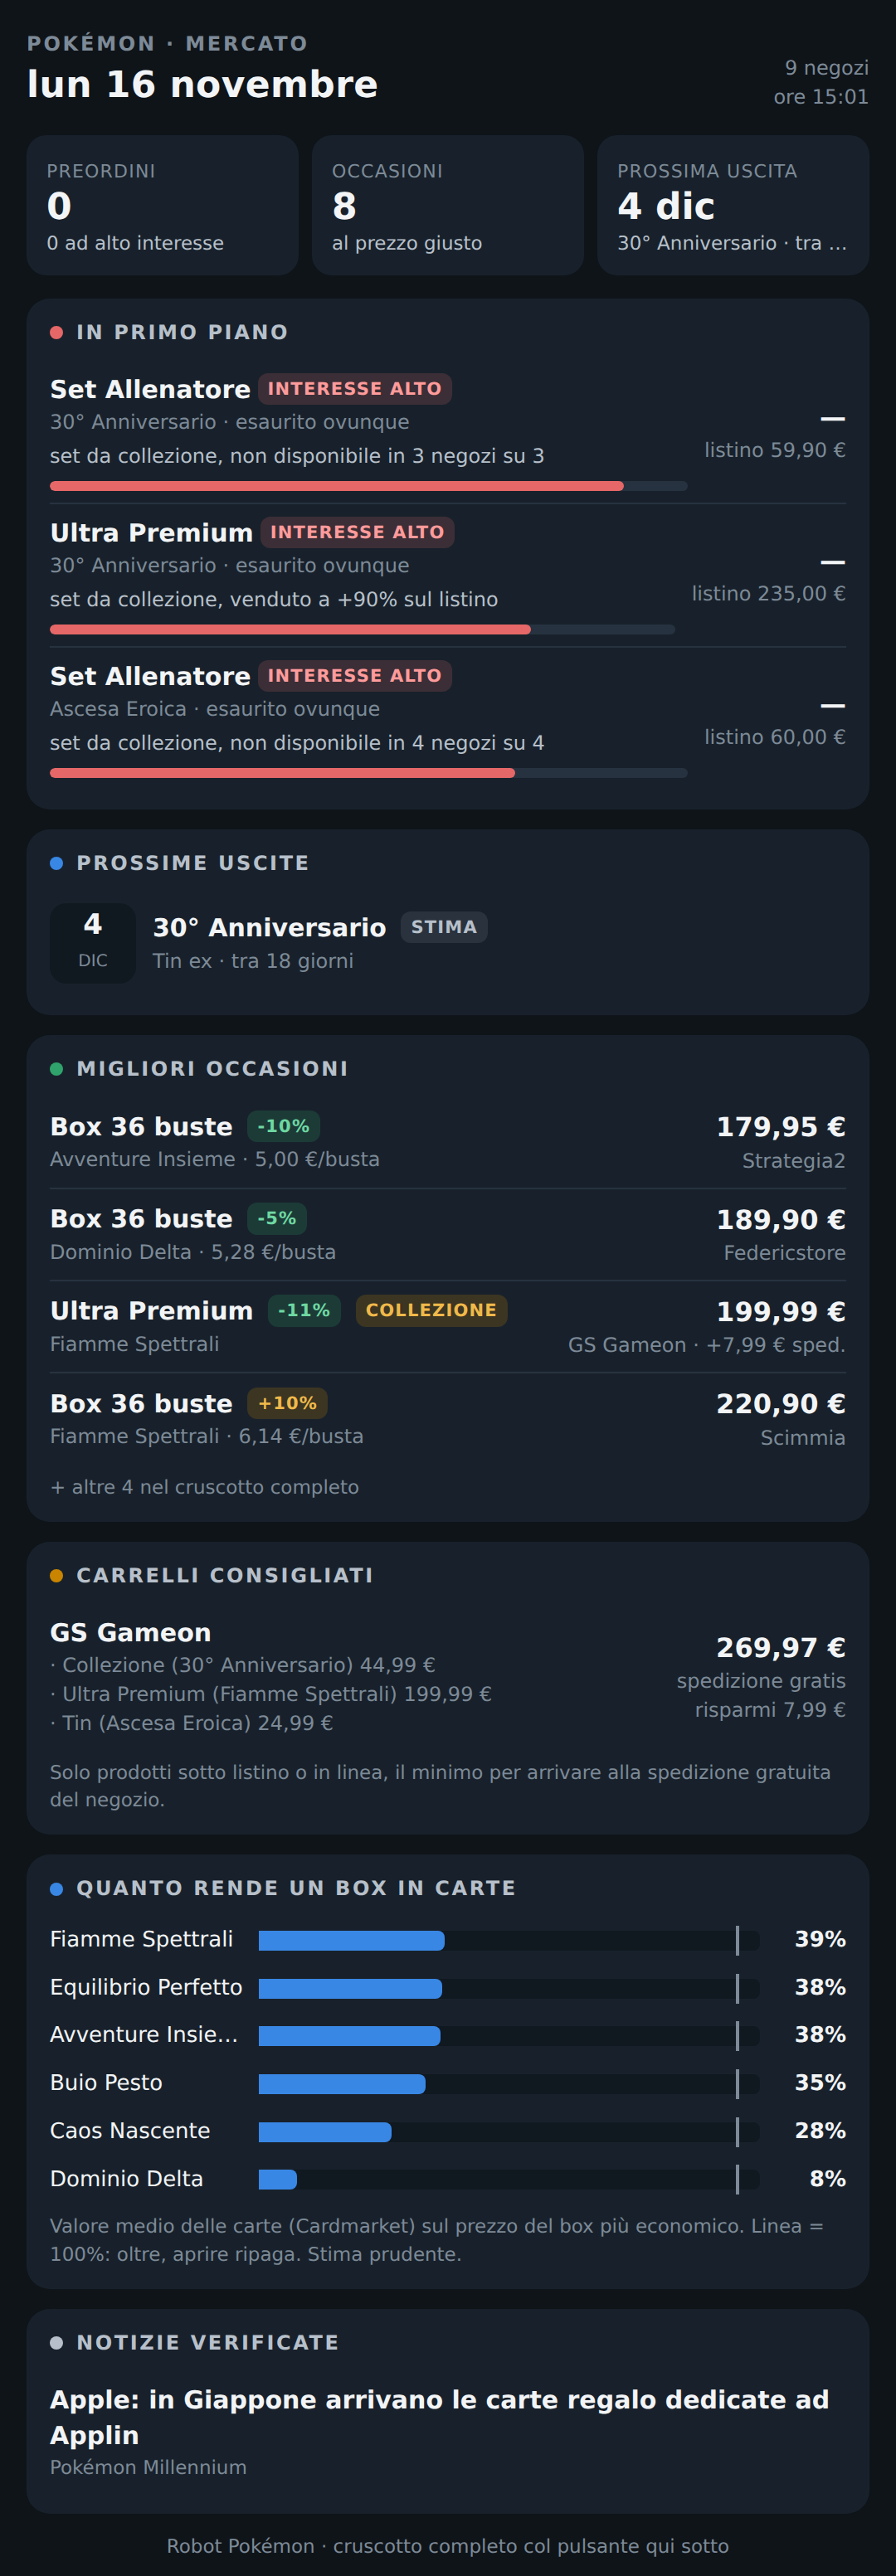 POKÉMON · MERCATO
lun 16 novembre
9 negozi
ore 15:01
PREORDINI
0
0 ad alto interesse
OCCASIONI
8
al prezzo giusto
PROSSIMA USCITA
4 dic
30° Anniversario · tra …
IN PRIMO PIANO
Set Allenatore INTERESSE ALTO
30° Anniversario · esaurito ovunque
set da collezione, non disponibile in 3 negozi su 3
—
listino 59,90 €
Ultra Premium INTERESSE ALTO
30° Anniversario · esaurito ovunque
set da collezione, venduto a +90% sul listino
—
listino 235,00 €
Set Allenatore INTERESSE ALTO
Ascesa Eroica · esaurito ovunque
set da collezione, non disponibile in 4 negozi su 4
—
listino 60,00 €
PROSSIME USCITE
4
DIC
30° Anniversario STIMA
Tin ex · tra 18 giorni
MIGLIORI OCCASIONI
Box 36 buste -10%
Avventure Insieme · 5,00 €/busta
179,95 €
Strategia2
Box 36 buste -5%
Dominio Delta · 5,28 €/busta
189,90 €
Federicstore
Ultra Premium -11% COLLEZIONE
Fiamme Spettrali
199,99 €
GS Gameon · +7,99 € sped.
Box 36 buste +10%
Fiamme Spettrali · 6,14 €/busta
220,90 €
Scimmia
+ altre 4 nel cruscotto completo
CARRELLI CONSIGLIATI
GS Gameon
· Collezione (30° Anniversario) 44,99 €
· Ultra Premium (Fiamme Spettrali) 199,99 €
· Tin (Ascesa Eroica) 24,99 €
269,97 €
spedizione gratis
risparmi 7,99 €
Solo prodotti sotto listino o in linea, il minimo per arrivare alla spedizione gratuita
del negozio.
QUANTO RENDE UN BOX IN CARTE
Fiamme Spettrali 39%
Equilibrio Perfetto 38%
Avventure Insie… 38%
Buio Pesto 35%
Caos Nascente 28%
Dominio Delta 8%
Valore medio delle carte (Cardmarket) sul prezzo del box più economico. Linea =
100%: oltre, aprire ripaga. Stima prudente.
NOTIZIE VERIFICATE
Apple: in Giappone arrivano le carte regalo dedicate ad
Applin
Pokémon Millennium
Robot Pokémon · cruscotto completo col pulsante qui sotto